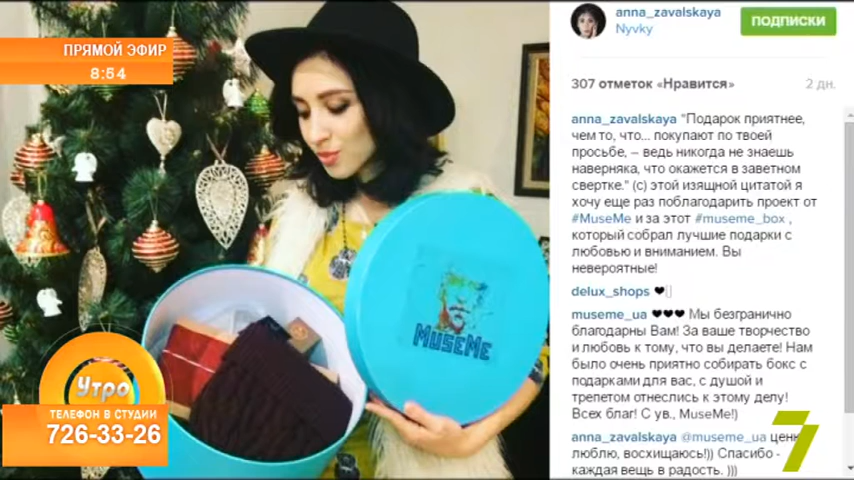 ПРЯМОЙ ЭФИР
8:54
MUSEME
Утро
ТЕЛЕФОН В СТУДИИ
726-33-26
anna_zavalskaya
Nyvky
ПОДПИСКИ
307 отметок «Нравится»
2 дн.
anna_zavalskaya "Подарок приятнее,
чем то, что... покупают по твоей
просьбе, – ведь никогда не знаешь
наверняка, что окажется в заветном
свертке." (с) этой изящной цитатой я
хочу еще раз поблагодарить проект от
#MuseMe и за этот #museme_box ,
который собрал лучшие подарки с
любовью и вниманием. Вы
невероятные!
delux_shops ❤
museme_ua ❤❤❤ Мы безгранично
благодарны Вам! За ваше творчество
и любовь к тому, что вы делаете! Нам
было очень приятно собирать бокс с
подарками для вас, с душой и
трепетом отнеслись к этому делу!
Всех благ! С ув., MuseMe!)
anna_zavalskaya @museme_ua ценю
люблю, восхищаюсь!)) Спасибо -
каждая вещь в радость. )))
7